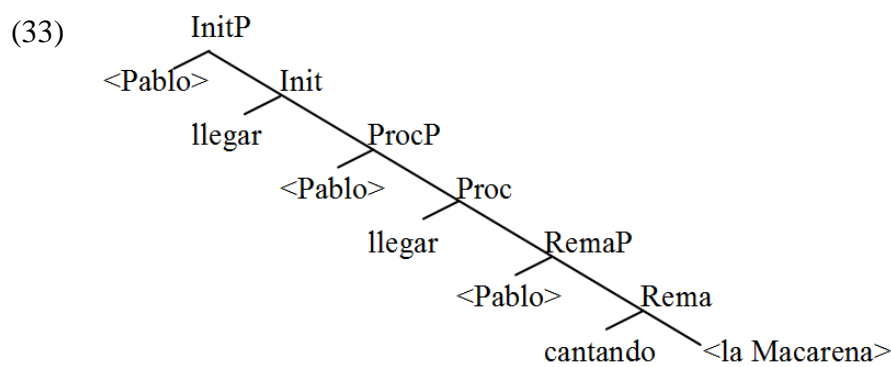 (33)
InitP
<Pablo> Init
llegar ProcP
<Pablo> Proc
llegar RemaP
<Pablo> Rema
cantando <la Macarena>